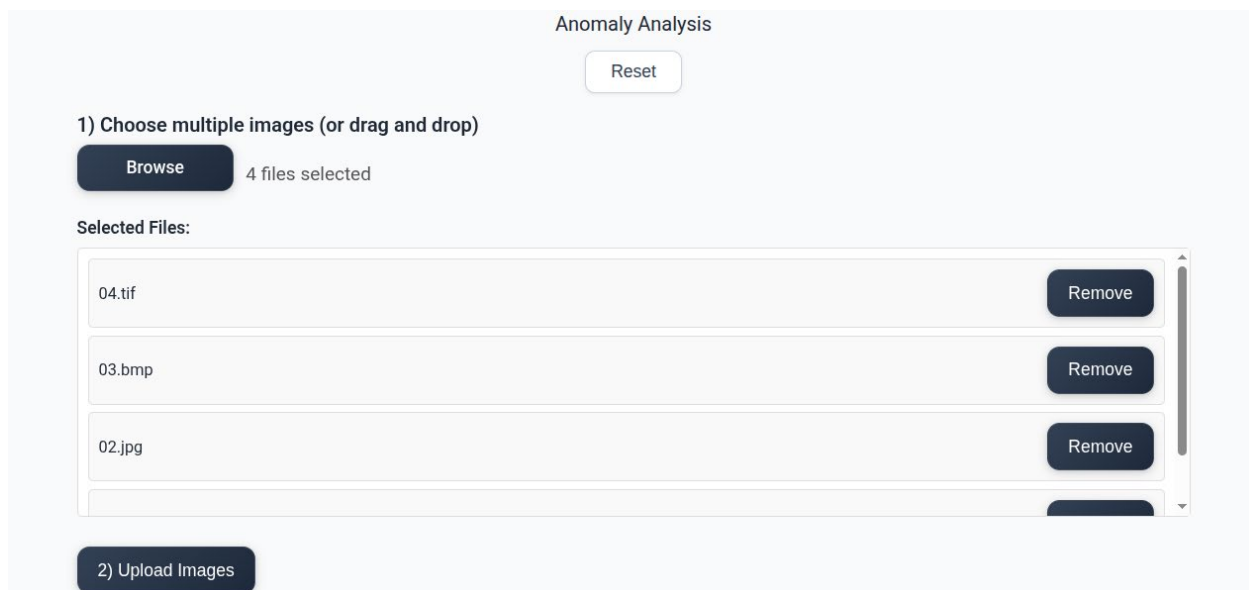 Anomaly Analysis
Reset
1) Choose multiple images (or drag and drop)
Browse
4 files selected
Selected Files:
04.tif
Remove
03.bmp
Remove
02.jpg
Remove
2) Upload Images